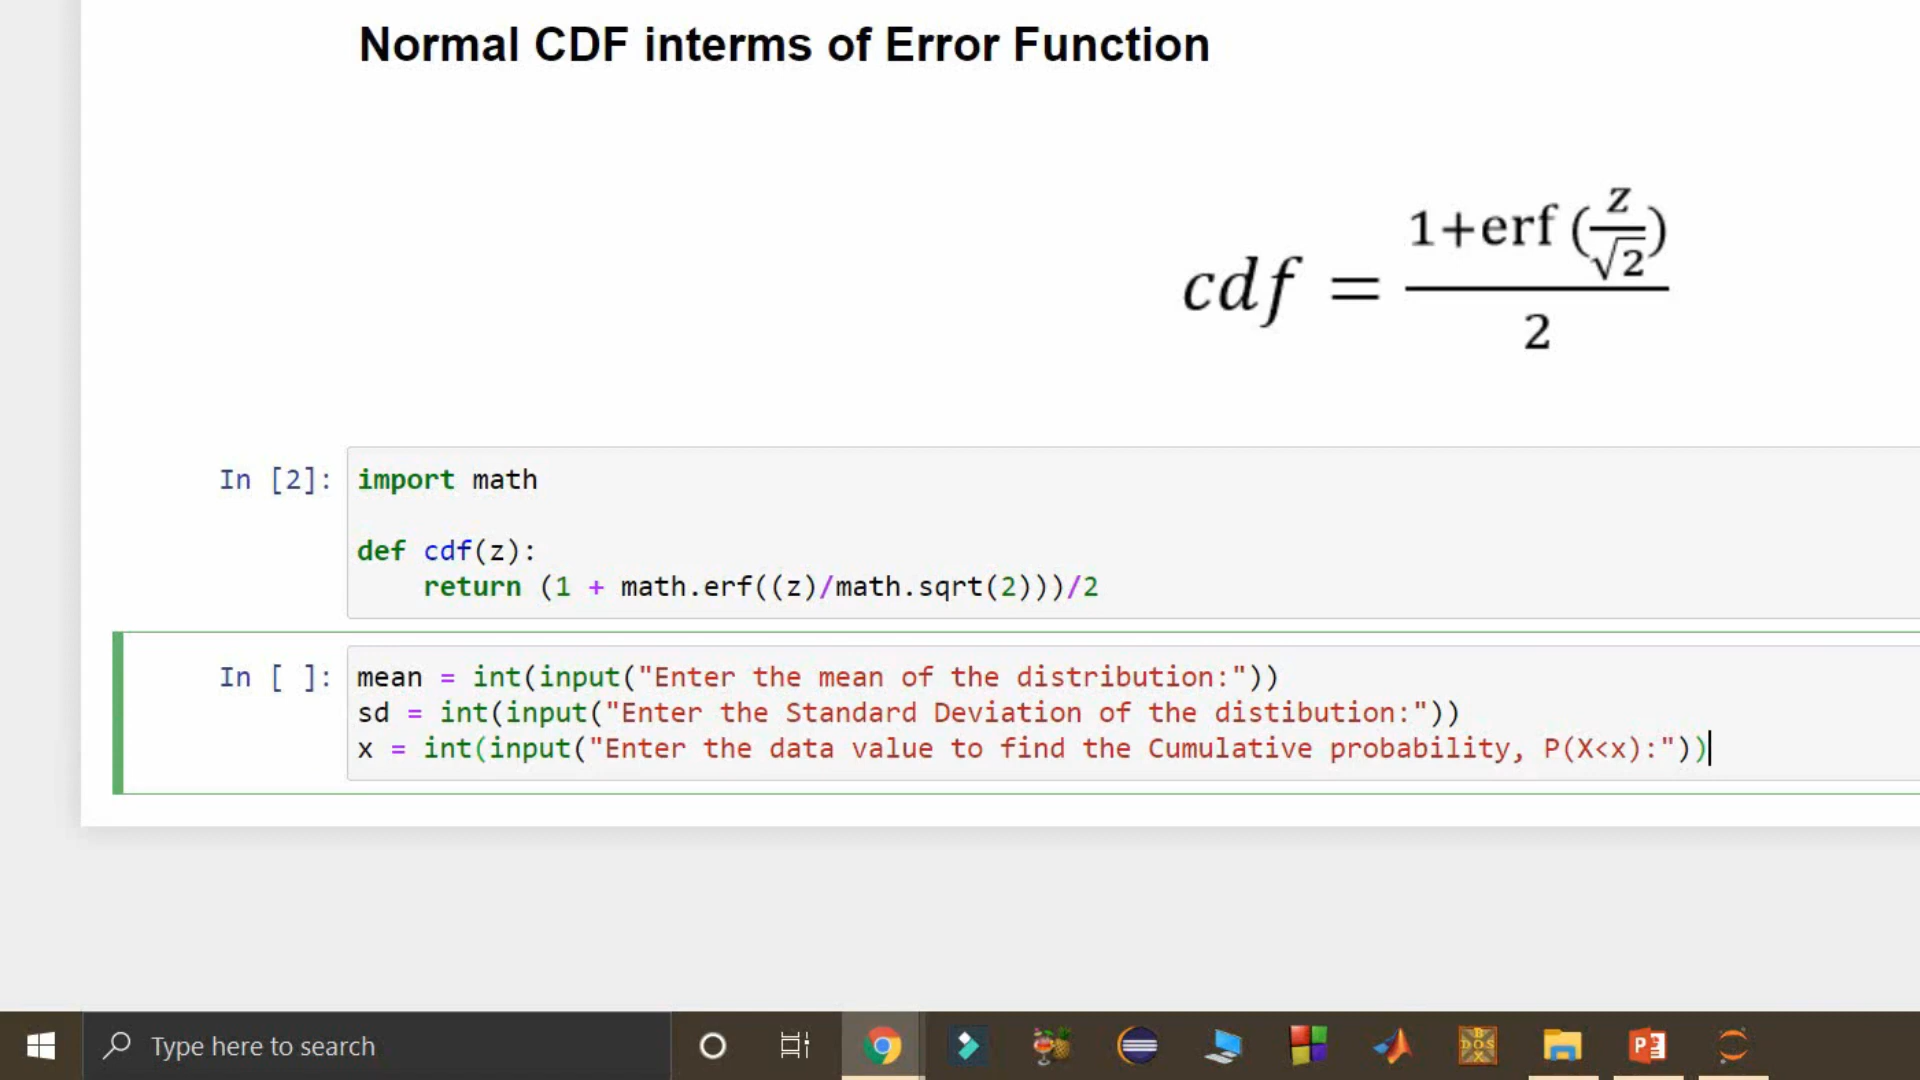 Normal CDF interms of Error Function
cdf = 1+erf (z/√2) / 2
In [2]:
import math
def cdf(z):
    return (1 + math.erf((z)/math.sqrt(2)))/2
In [ ]:
mean = int(input("Enter the mean of the distribution:"))
sd = int(input("Enter the Standard Deviation of the distibution:"))
x = int(input("Enter the data value to find the Cumulative probability, P(X<x):"))
Type here to search
BOX
DOS
P